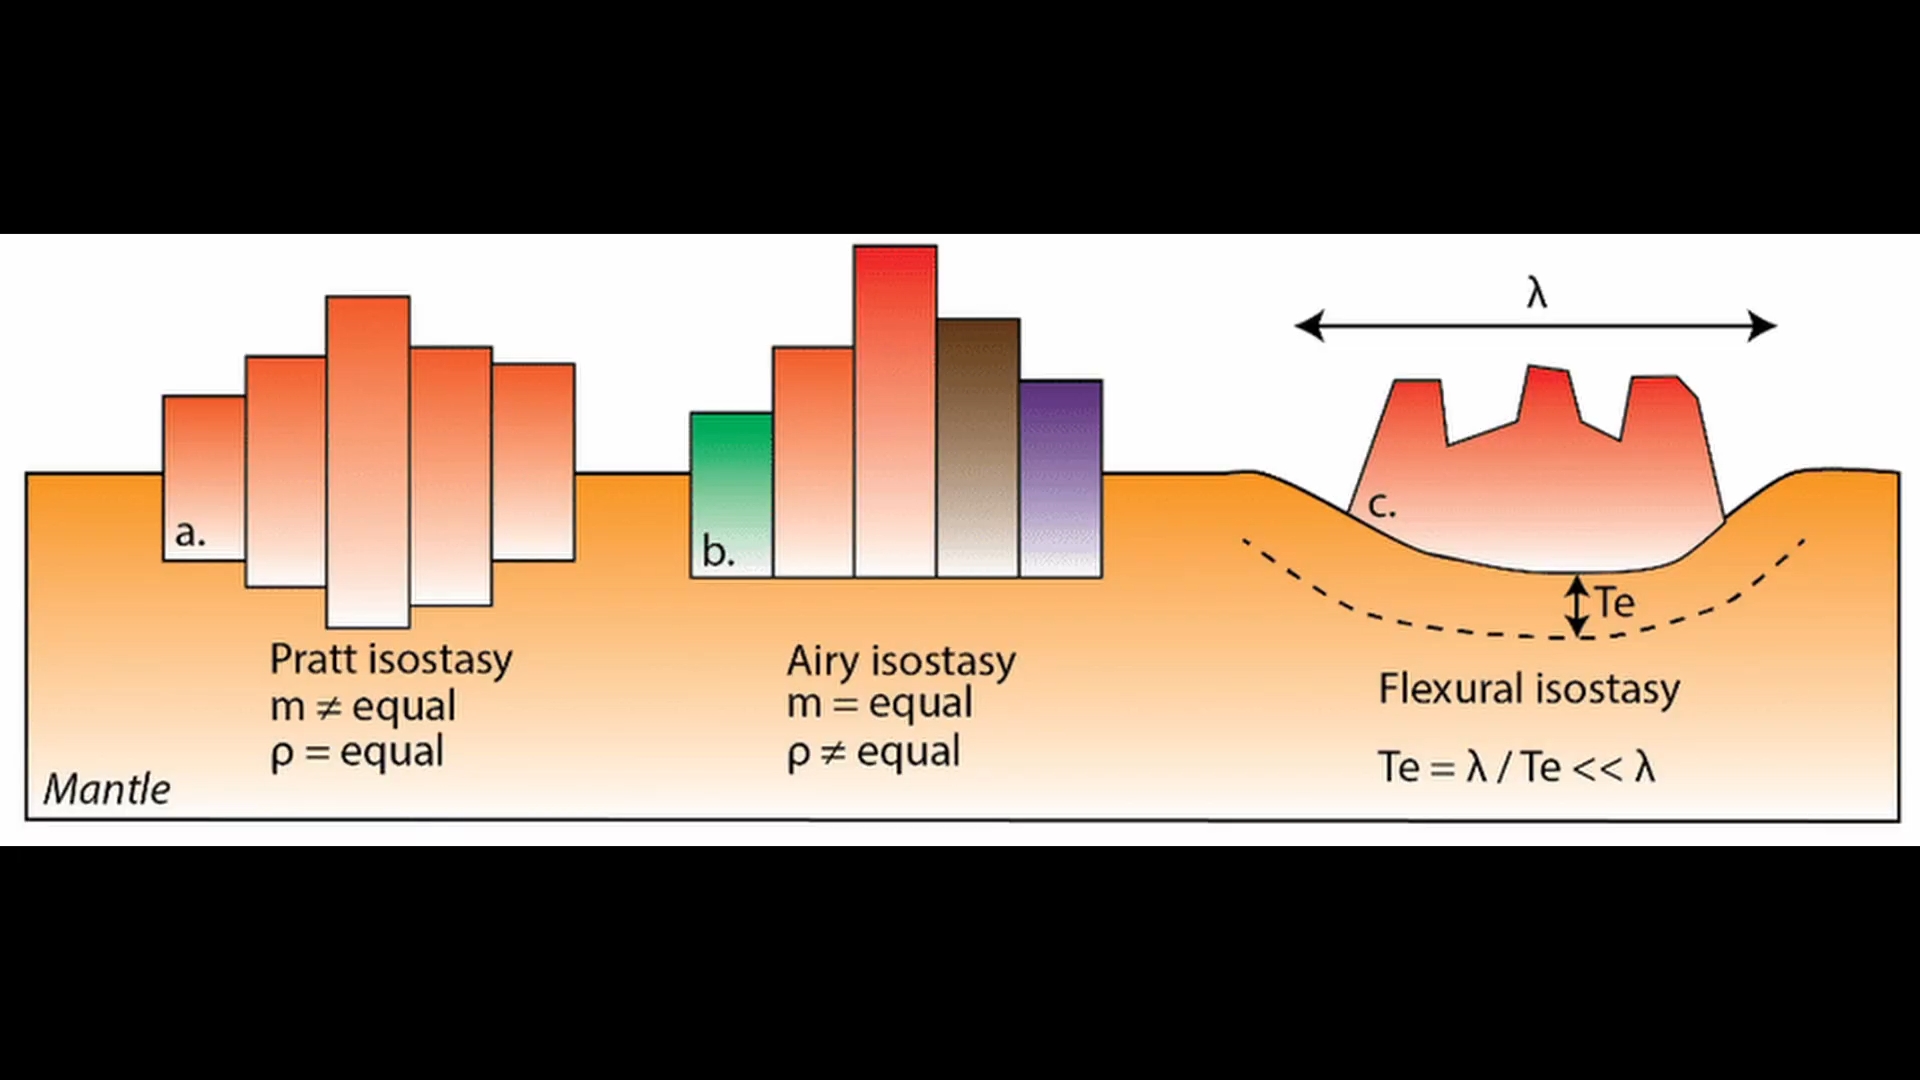 a.
Pratt isostasy
m ≠ equal
ρ = equal
Mantle
b.
Airy isostasy
m = equal
ρ ≠ equal
λ
c.
Te
Flexural isostasy
Te = λ / Te << λ